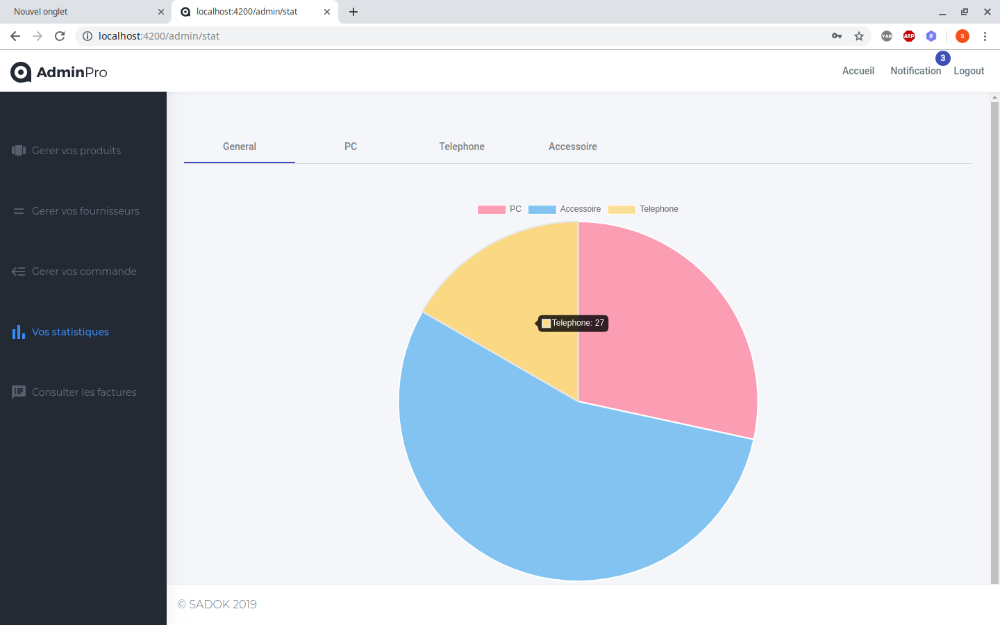 Nouvel onglet
localhost:4200/admin/stat
localhost:4200/admin/stat
YAB
ABP
R
S
AdminPro
Accueil
Notification
3
Logout
Gerer vos produits
Gerer vos fournisseurs
Gerer vos commande
Vos statistiques
Consulter les factures
General
PC
Telephone
Accessoire
PC
Accessoire
Telephone
Telephone: 27
© SADOK 2019